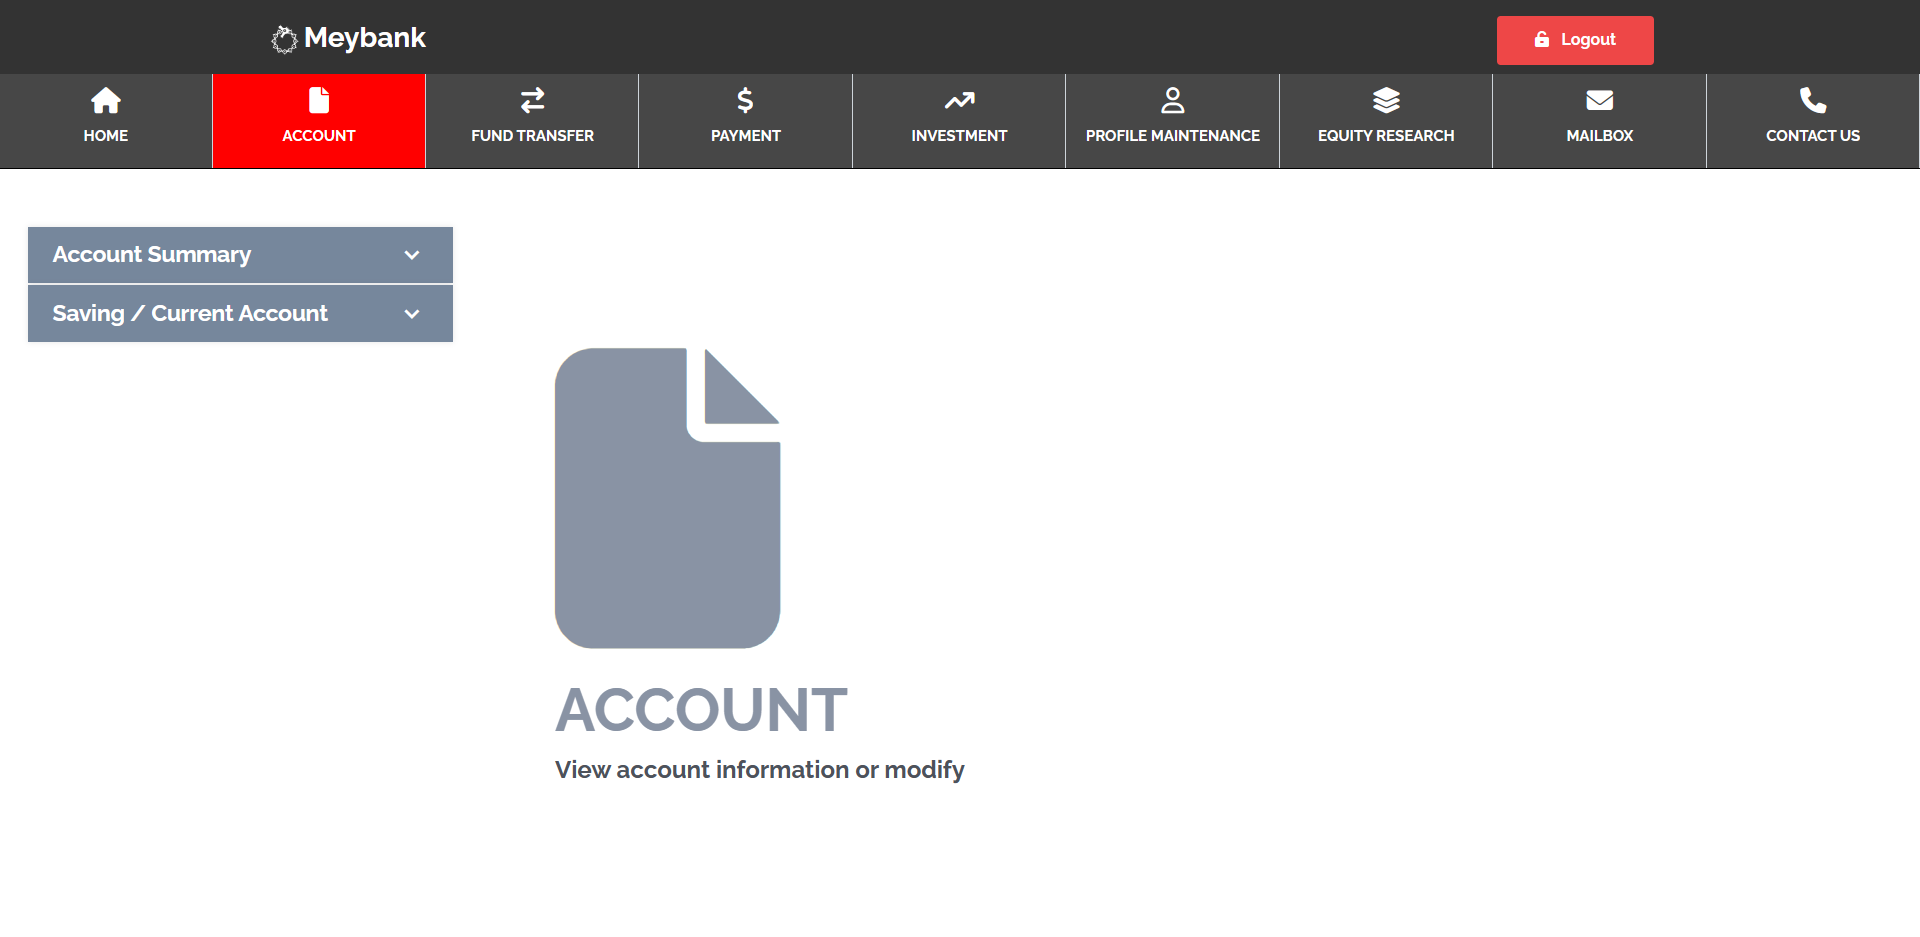 Meybank
Logout
HOME
ACCOUNT
FUND TRANSFER
PAYMENT
INVESTMENT
PROFILE MAINTENANCE
EQUITY RESEARCH
MAILBOX
CONTACT US
Account Summary
Saving / Current Account
ACCOUNT
View account information or modify